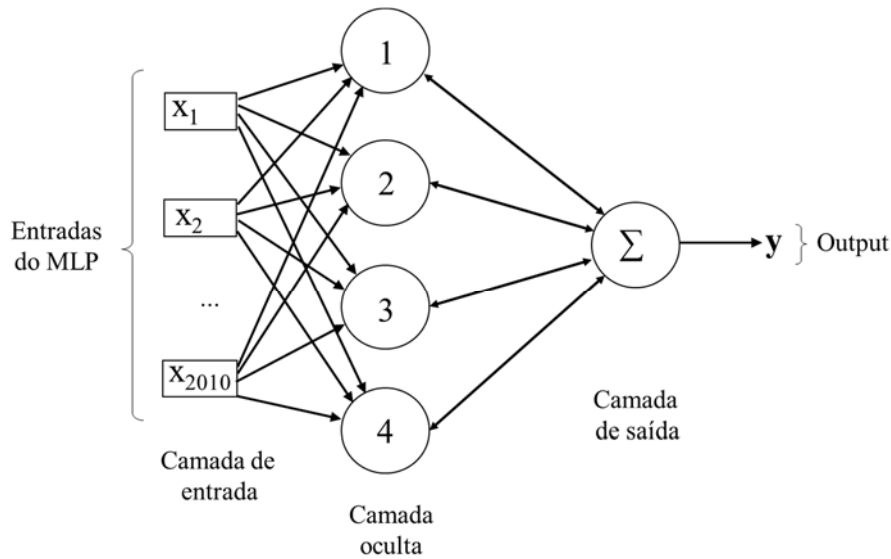 Entradas
do MLP
x1
x2
...
x2010
Camada de
entrada
1
2
3
4
Camada
oculta
Σ
Camada
de saída
y
Output